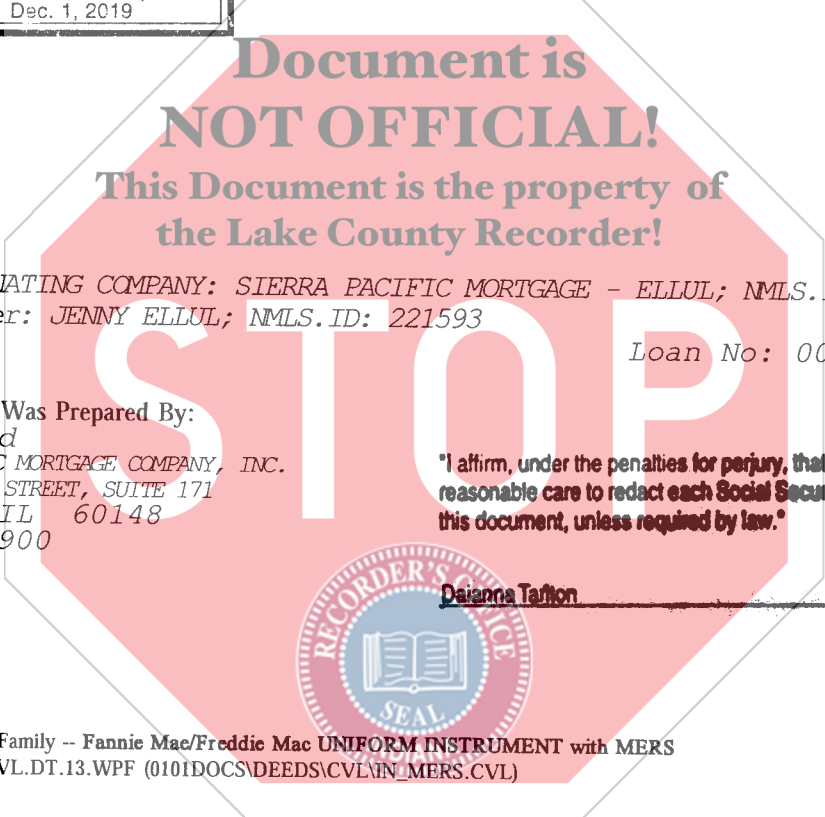 Dec. 1, 2019
Document is
NOT OFFICIAL!
This Document is the property of
the Lake County Recorder!
IATING COMPANY: SIERRA PACIFIC MORTGAGE - ELLUL; NMLS.
er: JENNY ELLUL; NMLS.ID: 221593
Loan No: 00
STOP
Was Prepared By:
d
C MORTGAGE COMPANY, INC.
STREET, SUITE 171
IL 60148
900
"I affirm, under the penalties for perjury, that
reasonable care to redact each Social Secur
this document, unless required by law."
Daianna
RECORDER'S OFFICE
SEAL
INDIANA
Family -- Fannie Mae/Freddie Mac UNIFORM INSTRUMENT with MERS
VL.DT.13.WPF (0101DOCS\DEEDS\CVL\IN_MERS.CVL)